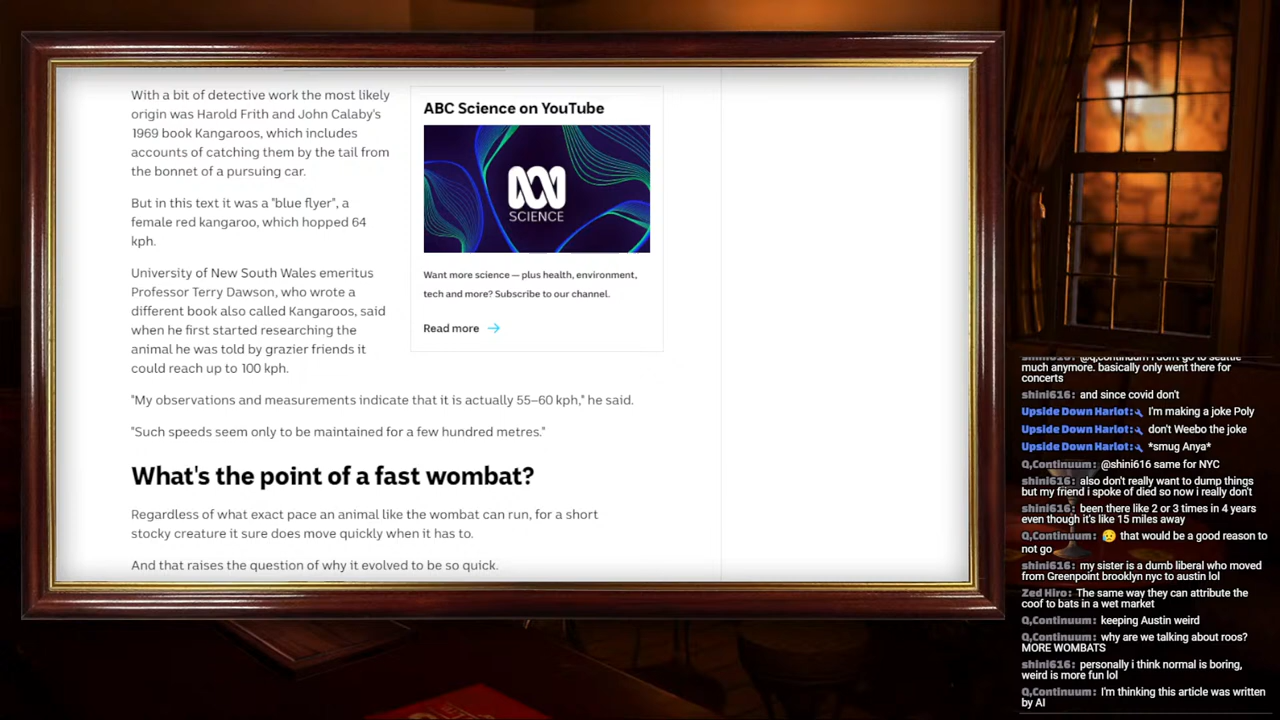 With a bit of detective work the most likely
origin was Harold Frith and John Calaby's
1969 book Kangaroos, which includes
accounts of catching them by the tail from
the bonnet of a pursuing car.
But in this text it was a "blue flyer", a
female red kangaroo, which hopped 64
kph.
University of New South Wales emeritus
Professor Terry Dawson, who wrote a
different book also called Kangaroos, said
when he first started researching the
animal he was told by grazier friends it
could reach up to 100 kph.
"My observations and measurements indicate that it is actually 55–60 kph," he said.
"Such speeds seem only to be maintained for a few hundred metres."
What's the point of a fast wombat?
Regardless of what exact pace an animal like the wombat can run, for a short
stocky creature it sure does move quickly when it has to.
And that raises the question of why it evolved to be so quick.
ABC Science on YouTube
SCIENCE
Want more science — plus health, environment,
tech and more? Subscribe to our channel.
Read more →
shini616: @q,continuum i don't go to seattle
much anymore. basically only went there for
concerts
shini616: and since covid don't
Upside Down Harlot: I'm making a joke Poly
Upside Down Harlot: don't Weebo the joke
Upside Down Harlot: *smug Anya*
Q,Continuum: @shini616 same for NYC
shini616: also don't really want to dump things
but my friend i spoke of died so now i really don't
shini616: been there like 2 or 3 times in 4 years
even though it's like 15 miles away
Q,Continuum: 😥 that would be a good reason to
not go
shini616: my sister is a dumb liberal who moved
from Greenpoint brooklyn nyc to austin lol
Zed Hiro: The same way they can attribute the
coof to bats in a wet market
Q,Continuum: keeping Austin weird
Q,Continuum: why are we talking about roos?
MORE WOMBATS
shini616: personally i think normal is boring,
weird is more fun lol
Q,Continuum: I'm thinking this article was written
by AI